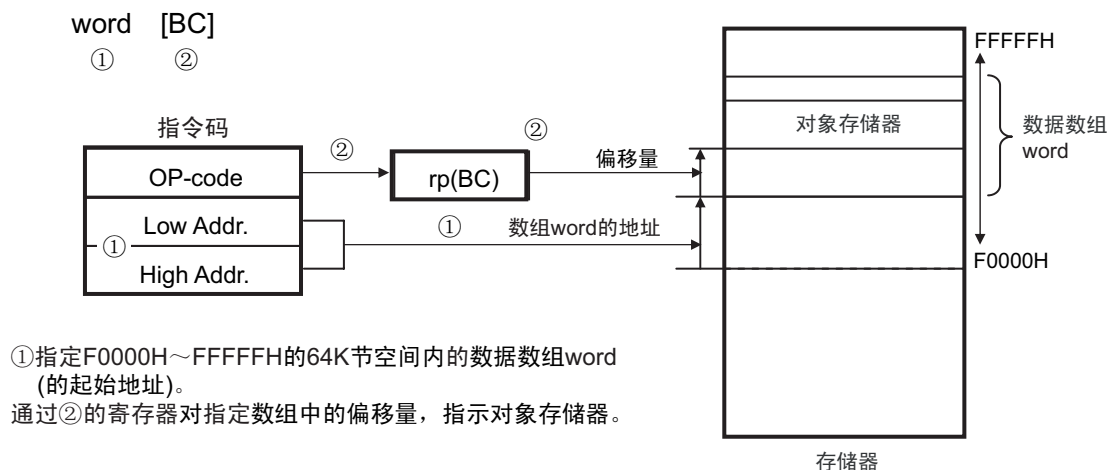 word [BC]
① ②
指令码
OP-code
Low Addr.
①
High Addr.
②
rp(BC)
②
偏移量
①
数组word的地址
对象存储器
FFFFFH
数据数组
word
F0000H
存储器
①指定F0000H～FFFFFH的64K节空间内的数据数组word
(的起始地址)。
通过②的寄存器对指定数组中的偏移量，指示对象存储器。